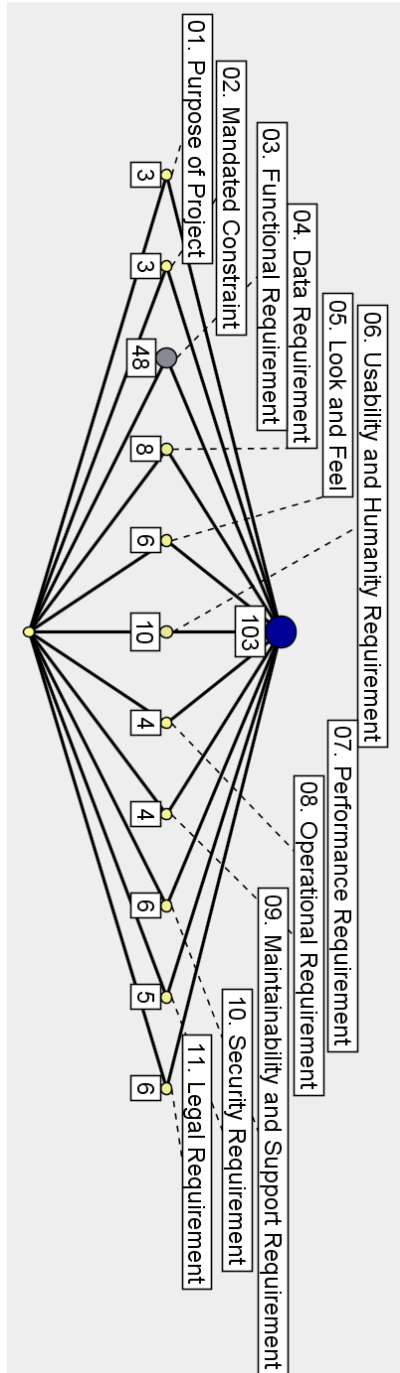 01. Purpose of Project
02. Mandated Constraint
03. Functional Requirement
04. Data Requirement
05. Look and Feel
06. Usability and Humanity Requirement
07. Performance Requirement
08. Operational Requirement
09. Maintainability and Support Requirement
10. Security Requirement
11. Legal Requirement
103
3
3
48
8
6
10
4
4
6
5
6